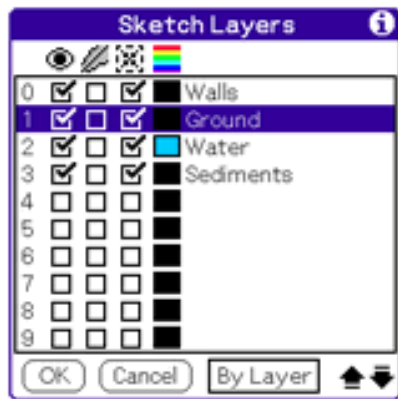 Sketch Layers i
0 Walls
1 Ground
2 Water
3 Sediments
4
5
6
7
8
9
OK Cancel By Layer